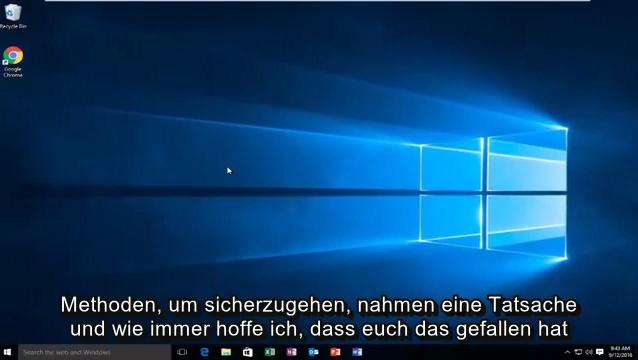 Recycle Bin
Google
Chrome
Methoden, um sicherzugehen, nahmen eine Tatsache
und wie immer hoffe ich, dass euch das gefallen hat
Search the web and Windows
9:43 AM
9/12/2016